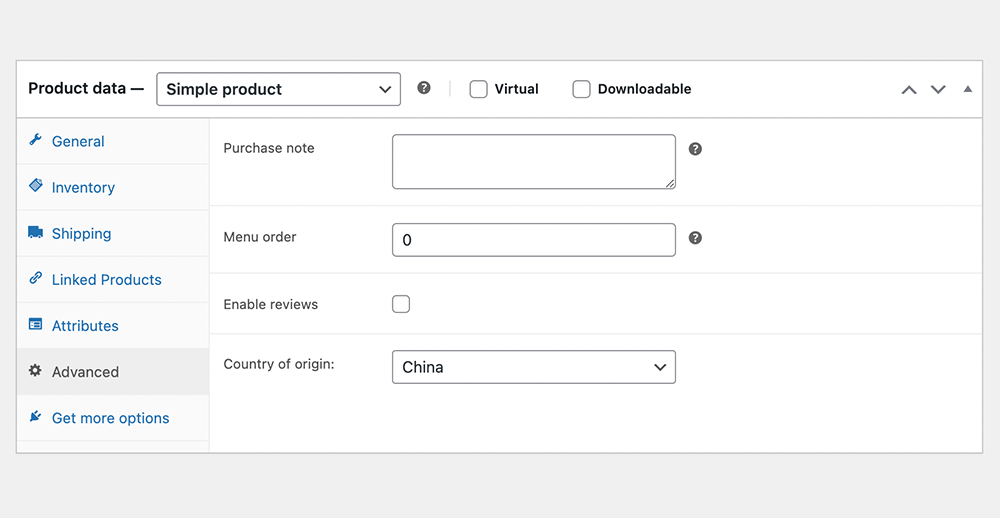 Product data — Simple product ? Virtual Downloadable
General
Inventory
Shipping
Linked Products
Attributes
Advanced
Get more options
Purchase note ?
Menu order 0 ?
Enable reviews
Country of origin: China